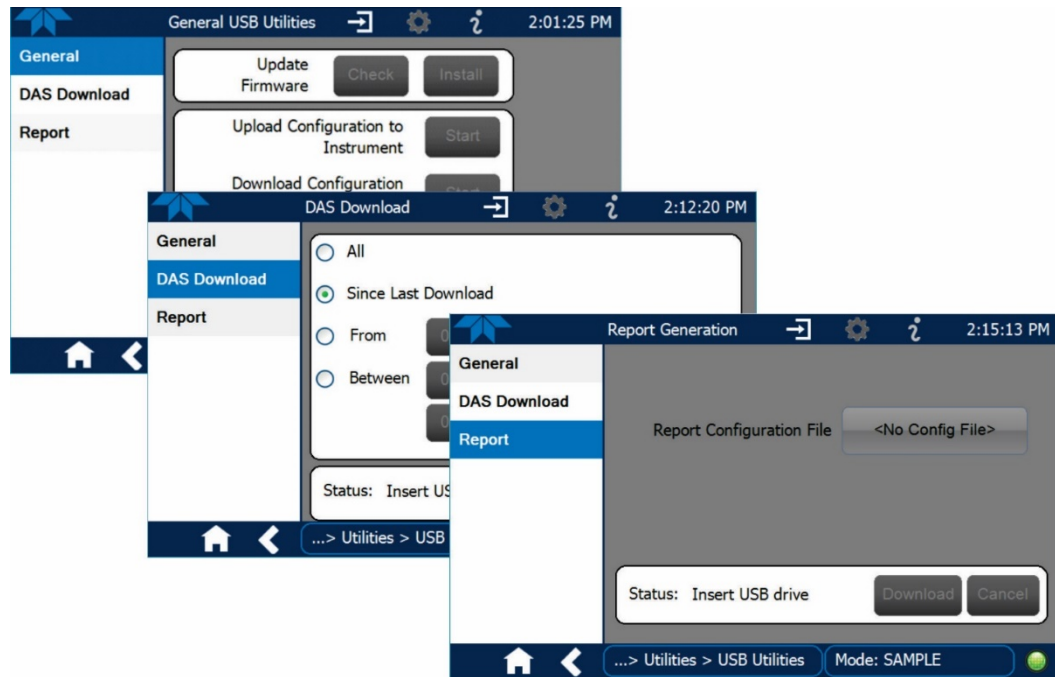 General USB Utilities 2:01:25 PM
General
DAS Download
Report
Update
Firmware
Check
Install
Upload Configuration to
Instrument
Start
Download Configuration
Start
DAS Download 2:12:20 PM
General
DAS Download
Report
All
Since Last Download
From
Between
Status: Insert US
...> Utilities > USB
Report Generation 2:15:13 PM
General
DAS Download
Report
Report Configuration File
<No Config File>
Status: Insert USB drive
Download
Cancel
...> Utilities > USB Utilities
Mode: SAMPLE